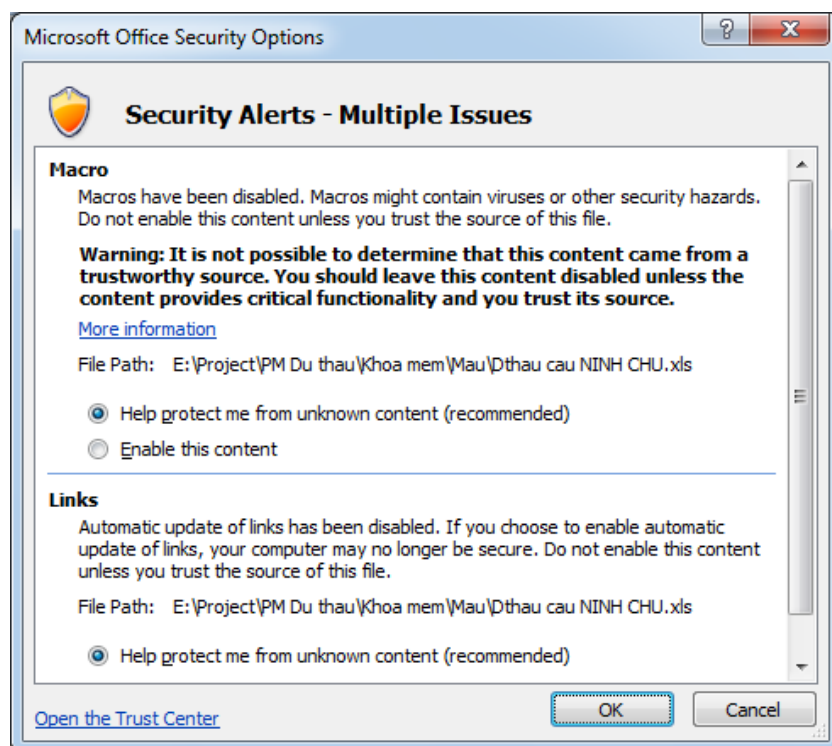 Microsoft Office Security Options
Security Alerts - Multiple Issues
Macro
Macros have been disabled. Macros might contain viruses or other security hazards.
Do not enable this content unless you trust the source of this file.
Warning: It is not possible to determine that this content came from a
trustworthy source. You should leave this content disabled unless the
content provides critical functionality and you trust its source.
More information
File Path: E:\Project\PM Du thau\Khoa mem\Mau\Dthau cau NINH CHU.xls
Help protect me from unknown content (recommended)
Enable this content
Links
Automatic update of links has been disabled. If you choose to enable automatic
update of links, your computer may no longer be secure. Do not enable this content
unless you trust the source of this file.
File Path: E:\Project\PM Du thau\Khoa mem\Mau\Dthau cau NINH CHU.xls
Help protect me from unknown content (recommended)
Open the Trust Center
OK
Cancel